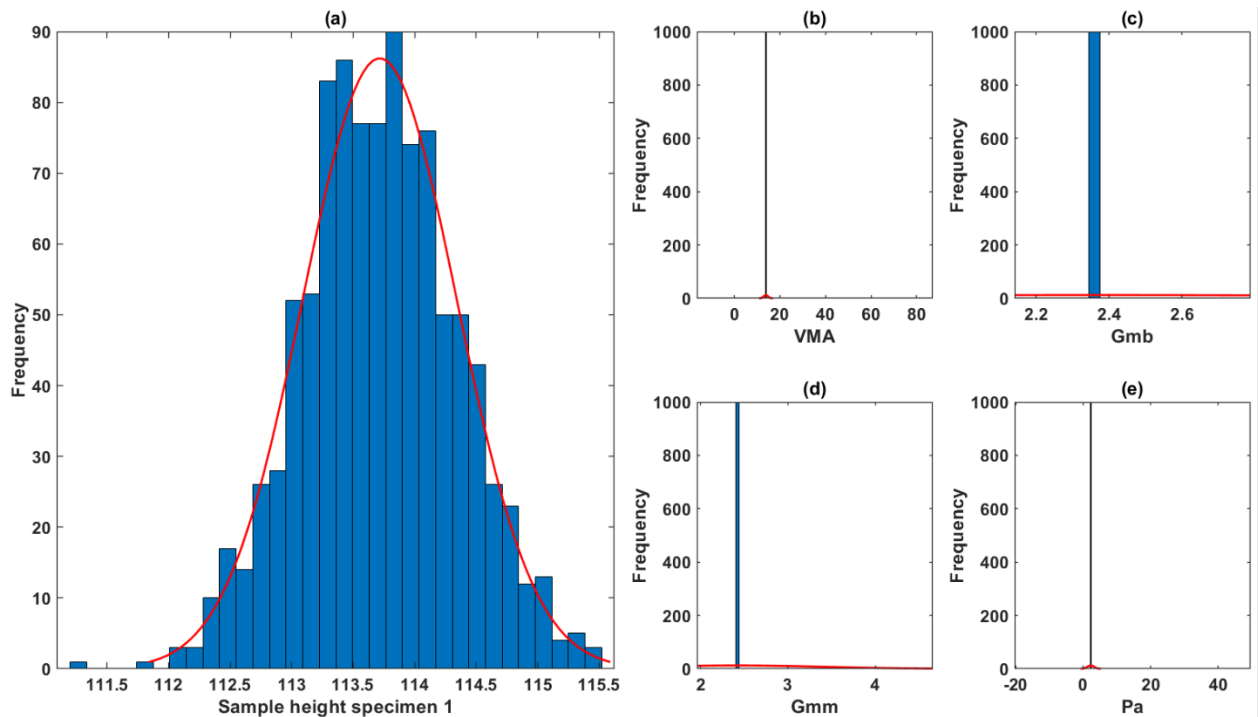 (a)
90
80
70
60
50
40
30
20
10
0
Frequency
111.5 112 112.5 113 113.5 114 114.5 115 115.5
Sample height specimen 1
(b)
1000
800
600
400
200
0
Frequency
0 20 40 60 80
VMA
(c)
1000
800
600
400
200
0
Frequency
2.2 2.4 2.6
Gmb
(d)
1000
800
600
400
200
0
Frequency
2 3 4
Gmm
(e)
1000
800
600
400
200
0
Frequency
-20 0 20 40
Pa